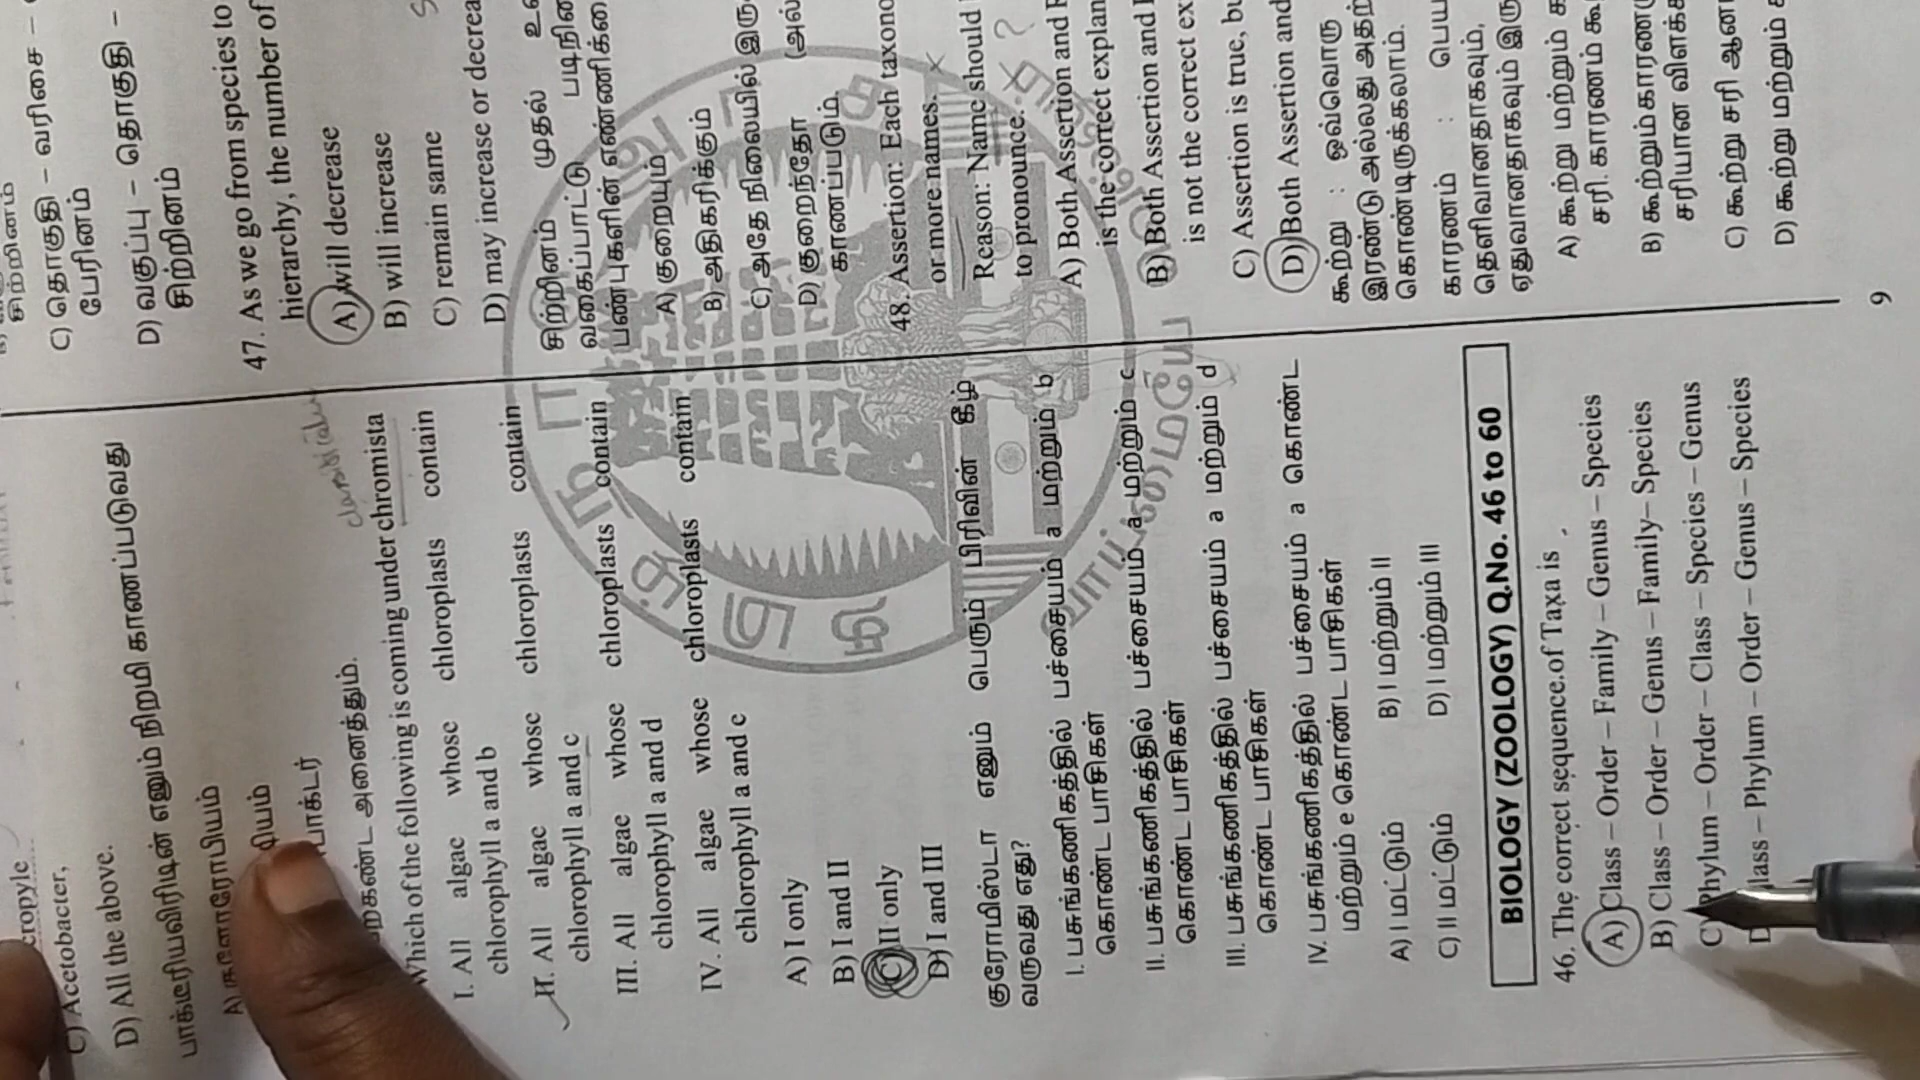 C) Acetobacter,
D) All the above.
பாக்டீரியவிரிடின் எனும் நிறமி காணப்படுவது
Which of the following is coming under chromista
I. All algae whose chloroplasts contain
chlorophyll a and b
II. All algae whose chloroplasts contain
chlorophyll a and c
III. All algae whose chloroplasts contain
chlorophyll a and d
IV. All algae whose chloroplasts contain
chlorophyll a and c
A) I only
B) I and II
C) II only
D) I and III
குரோமிஸ்டா எனும் பெரும் பிரிவின் கீழ்
வருவது எது?
I. பசுங்கணிகத்தில் பச்சையம் a மற்றும் b
கொண்ட பாசிகள்
II. பசுங்கணிகத்தில் பச்சையம் a மற்றும் c
கொண்ட பாசிகள்
III. பசுங்கணிகத்தில் பச்சையம் a மற்றும் d
கொண்ட பாசிகள்
IV. பசுங்கணிகத்தில் பச்சையம் a கொண்ட
மற்றும் e கொண்ட பாசிகள்
A) I மட்டும் B) I மற்றும் II
C) II மட்டும் D) I மற்றும் III
BIOLOGY (ZOOLOGY) Q.No. 46 to 60
46. The correct sequence of Taxa is
A) Class – Order – Family – Genus – Species
B) Class – Order – Genus – Family – Species
C) Phylum – Order – Class – Species – Genus
Class – Phylum – Order – Genus – Species
சிற்றினம்
C) தொகுதி – வரிசை –
பேரினம்
D) வகுப்பு – தொகுதி –
சிற்றினம்
47. As we go from species to
hierarchy, the number of
A) will decrease
B) will increase
C) remain same
D) may increase or decrea
சிற்றினம் முதல்
வகைப்பாட்டு படிநி
பண்புகளின் எண்ணிக்கை
A) குறையும்
B) அதிகரிக்கும்
C) அதே நிலையில் இரு
D) குறைந்தோ (அல்
காணப்படும்
48. Assertion: Each taxono
or more names.
Reason: Name should
to pronounce.
A) Both Assertion and R
is the correct explan
B) Both Assertion and
is not the correct ex
C) Assertion is true, bu
D) Both Assertion and
கூற்று : ஒவ்வொரு
இரண்டு அல்லது அதற்
கொண்டிருக்கலாம்.
காரணம் : பெய
தெளிவானதாகவும்,
ஏதுவானதாகவும் இரு
A) கூற்று மற்றும் க
சரி. காரணம் கூ
B) கூற்றும் காரணமு
சரியான விளக்க
C) கூற்று சரி ஆன
D) கூற்று மற்றும்
9